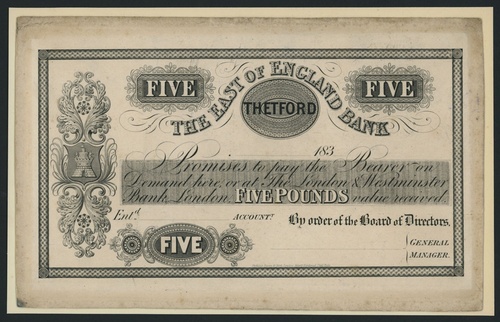 FIVE FIVE
THE EAST OF ENGLAND BANK
THETFORD
183
Promises to pay the Bearer on
Demand here, or at The London & Westminster
Bank London FIVE POUNDS value received
Entd. ACCOUNT. By order of the Board of Directors,
FIVE
GENERAL
MANAGER.